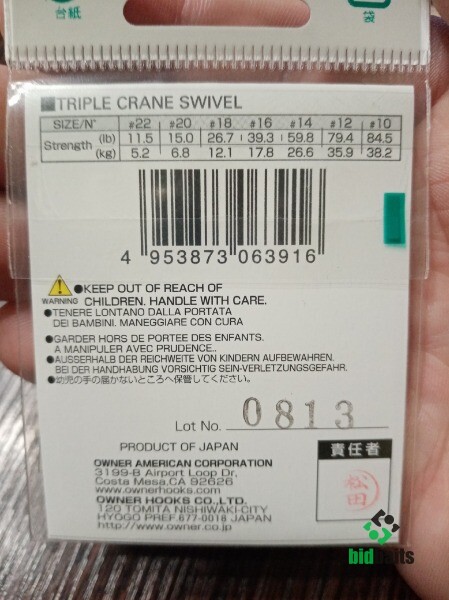 台紙
袋
TRIPLE CRANE SWIVEL
SIZE/N° #22 #20 #18 #16 #14 #12 #10
Strength (lb) 11.5 15.0 26.7 39.3 59.8 79.4 84.5
(kg) 5.2 6.8 12.1 17.8 26.6 35.9 38.2
4 953873 063916
WARNING ●KEEP OUT OF REACH OF
CHILDREN. HANDLE WITH CARE.
●TENERE LONTANO DALLA PORTATA
DEI BAMBINI. MANEGGIARE CON CURA
●GARDER HORS DE PORTEE DES ENFANTS.
A MANIPULER AVEC PRUDENCE..
●AUSSERHALB DER REICHWEITE VON KINDERN AUFBEWAHREN.
BEI DER HANDHABUNG VORSICHTIG SEIN-VERLETZUNGSGEFAHR.
●幼児の手の届かないところへ保管してください。
Lot No. 0813
PRODUCT OF JAPAN
責任者
松田
OWNER AMERICAN CORPORATION
3199-B Airport Loop Dr,
Costa Mesa,CA 92626
www.ownerhooks.com
OWNER HOOKS CO.,LTD.
120 TOMITA NISHIWAKI-CITY
HYOGO PREF.677-0018 JAPAN
http://www.owner.co.jp
bidbaits